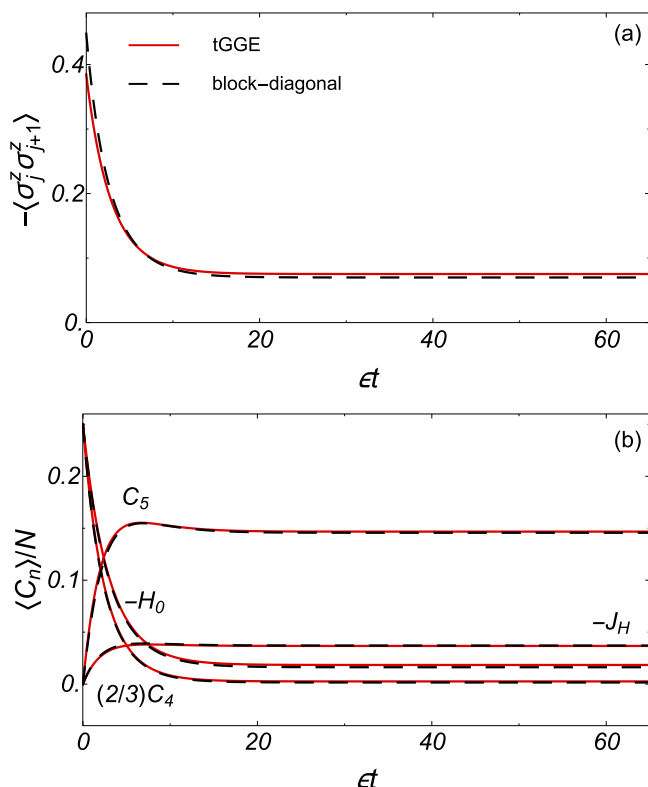 (a)
tGGE
block−diagonal
0.4
0.2
0.
−⟨σ^z_j σ^z_{j+1}⟩
0 20 40 60
ϵt
(b)
0.2
0.1
0.
⟨C_n⟩/N
C_5
−H_0
−J_H
(2/3)C_4
0 20 40 60
ϵt